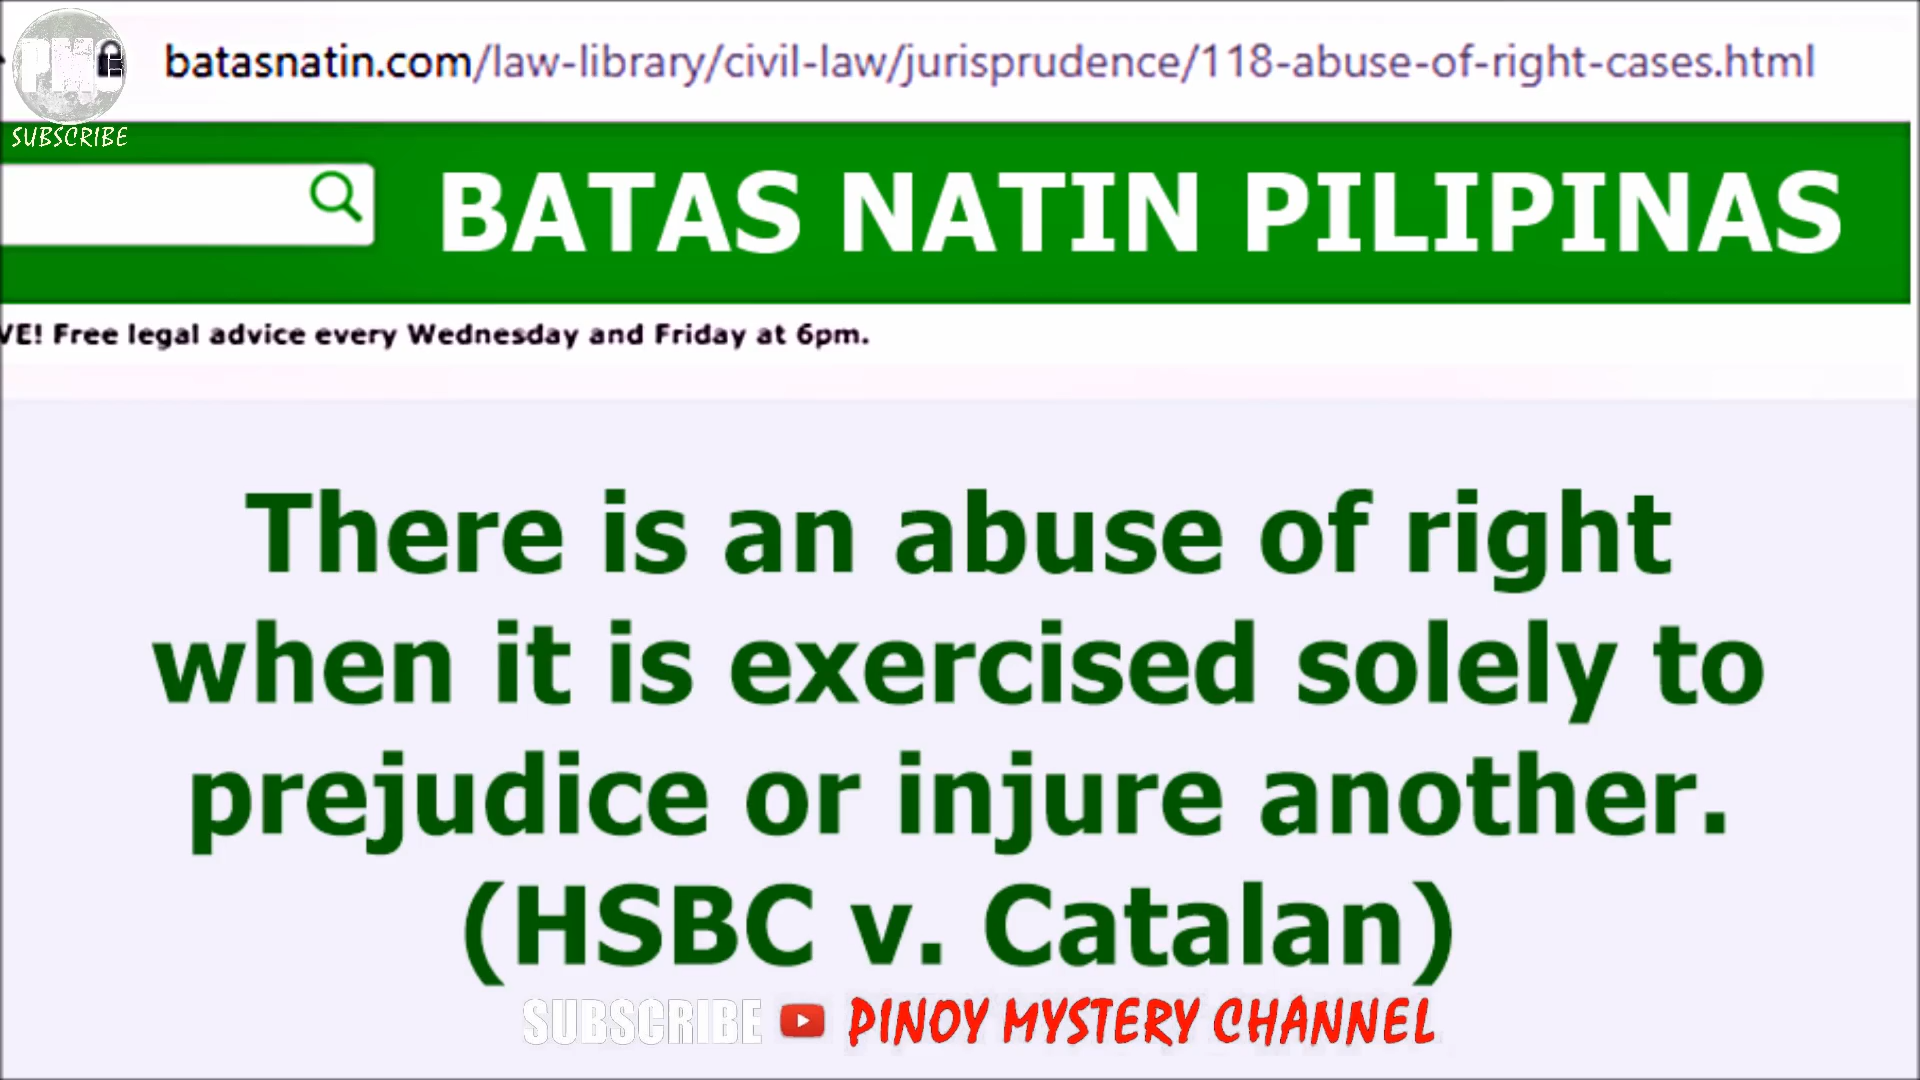 PMC
SUBSCRIBE
batasnatin.com/law-library/civil-law/jurisprudence/118-abuse-of-right-cases.html
BATAS NATIN PILIPINAS
VE! Free legal advice every Wednesday and Friday at 6pm.
There is an abuse of right
when it is exercised solely to
prejudice or injure another.
(HSBC v. Catalan)
SUBSCRIBE PINOY MYSTERY CHANNEL